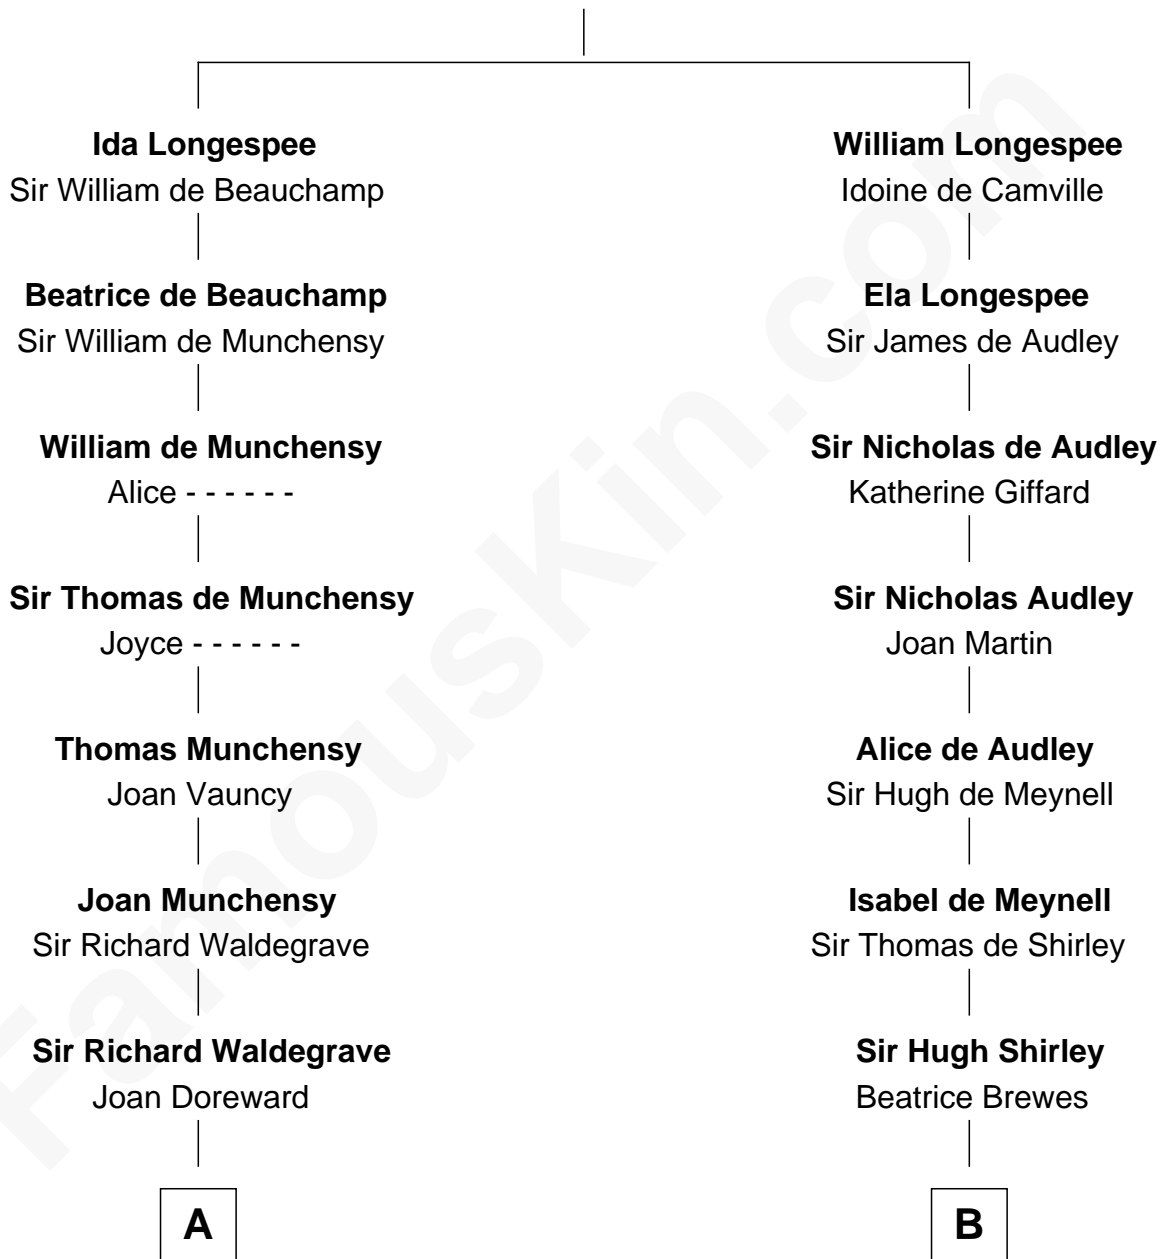 Ida Longespee
Sir William de Beauchamp
Beatrice de Beauchamp
Sir William de Munchensy
William de Munchensy
Alice - - - - - -
Sir Thomas de Munchensy
Joyce - - - - - -
Thomas Munchensy
Joan Vauncy
Joan Munchensy
Sir Richard Waldegrave
Sir Richard Waldegrave
Joan Doreward
A
William Longespee
Idoine de Camville
Ela Longespee
Sir James de Audley
Sir Nicholas de Audley
Katherine Giffard
Sir Nicholas Audley
Joan Martin
Alice de Audley
Sir Hugh de Meynell
Isabel de Meynell
Sir Thomas de Shirley
Sir Hugh Shirley
Beatrice Brewes
B
FamousKin.com